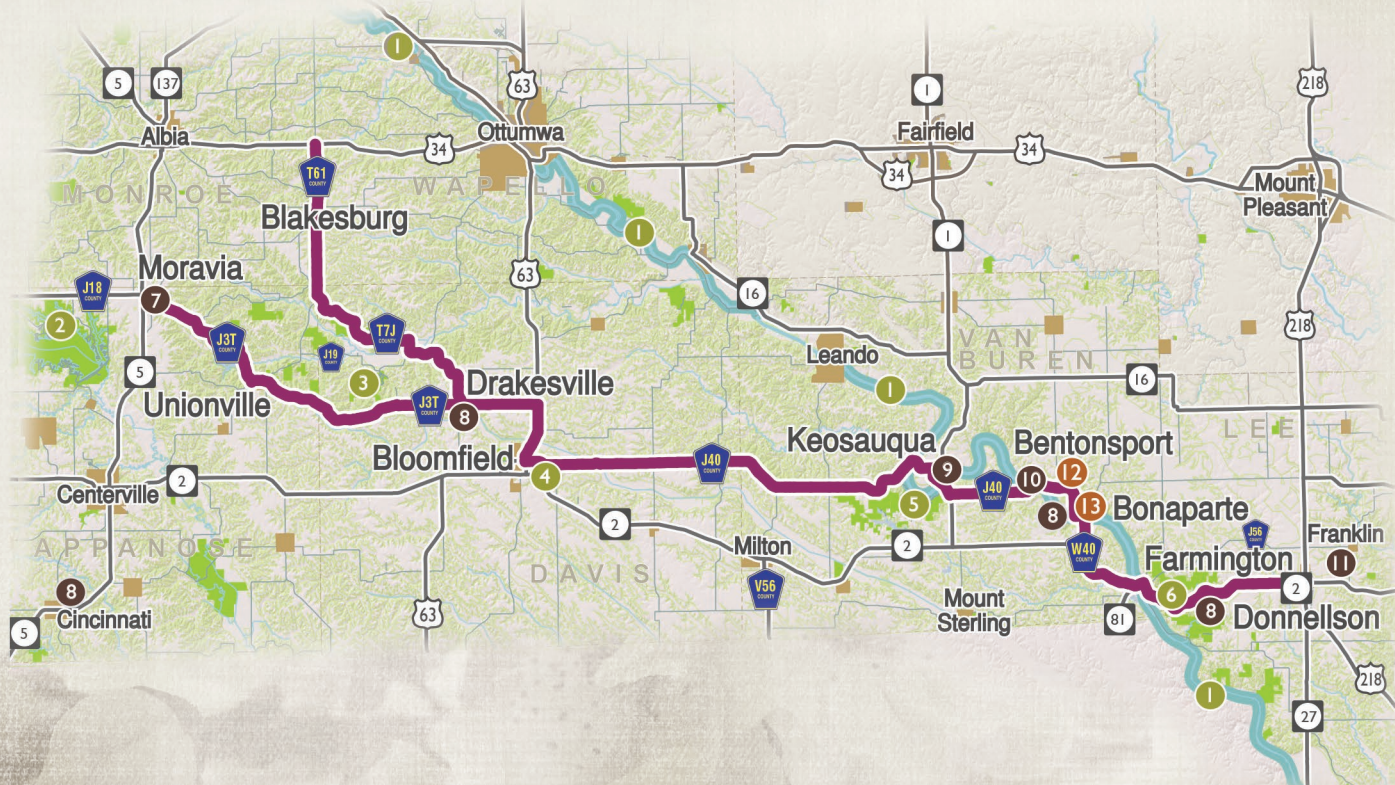 1
5
137
63
1
218
Albia
Ottumwa
34
Fairfield
34
34
T61
COUNTY
MONROE
WAPELLO
Mount
Pleasant
Blakesburg
1
1
Moravia
63
J18
COUNTY
7
16
2
J3T
COUNTY
T7J
COUNTY
J19
COUNTY
218
VAN
BUREN
Leando
5
3
Drakesville
1
16
Unionville
J3T
COUNTY
8
LEE
Keosauqua
Bentonsport
Bloomfield
4
J40
COUNTY
9
J40
COUNTY
10
12
2
Centerville
5
8
13
Bonaparte
2
J56
COUNTY
Franklin
APPANOOSE
Milton
2
W40
COUNTY
Farmington
11
DAVIS
V56
COUNTY
8
Cincinnati
63
Mount
Sterling
81
6
8
2
Donnellson
5
218
1
27